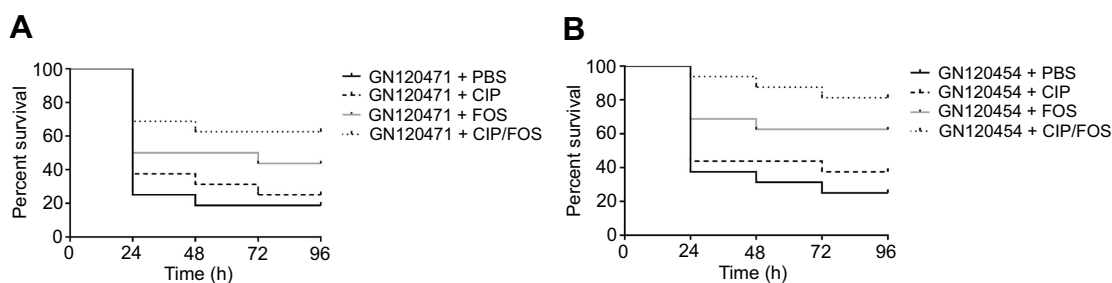 A
Percent survival
100
80
60
40
20
0
0 24 48 72 96
Time (h)
GN120471 + PBS
GN120471 + CIP
GN120471 + FOS
GN120471 + CIP/FOS
B
Percent survival
100
80
60
40
20
0
0 24 48 72 96
Time (h)
GN120454 + PBS
GN120454 + CIP
GN120454 + FOS
GN120454 + CIP/FOS